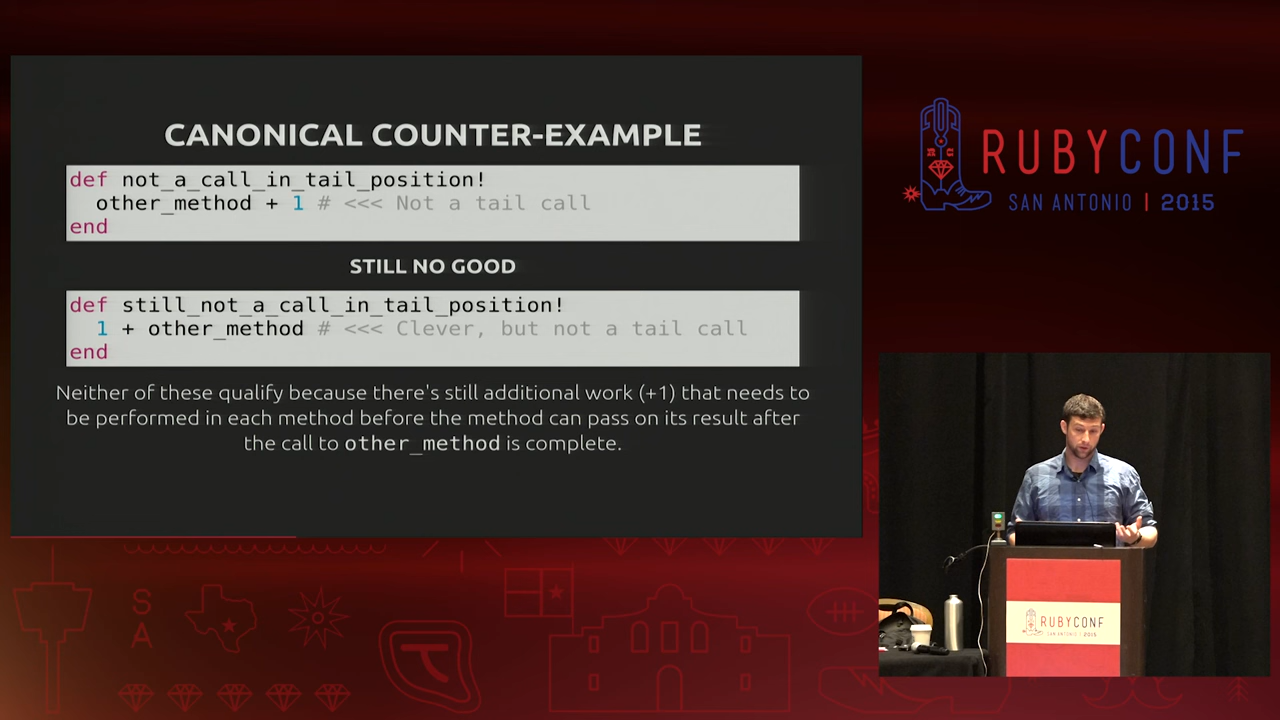 CANONICAL COUNTER-EXAMPLE
def not_a_call_in_tail_position!
other_method + 1 # <<< Not a tail call
end
STILL NO GOOD
def still_not_a_call_in_tail_position!
1 + other_method # <<< Clever, but not a tail call
end
Neither of these qualify because there's still additional work (+1) that needs to
be performed in each method before the method can pass on its result after
the call to other_method is complete.
RUBYCONF
SAN ANTONIO | 2015
S
A
RUBYCONF
SAN ANTONIO | 2015